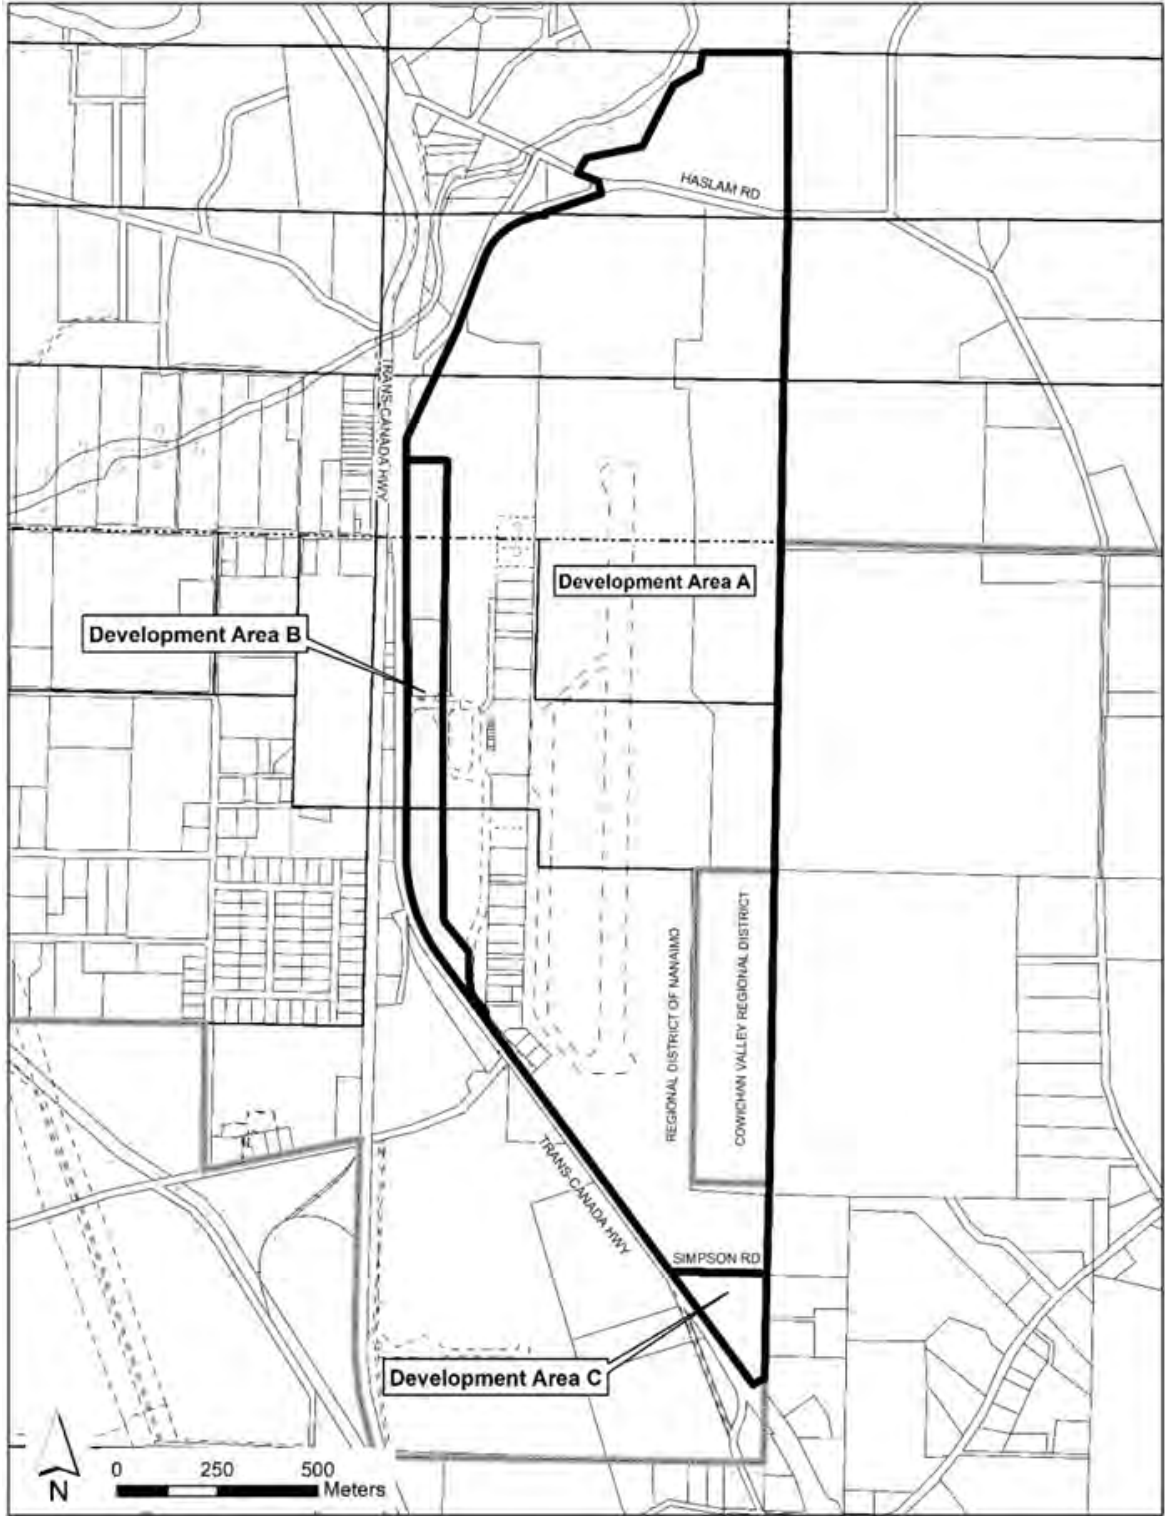 HASLAM RD
TRANS-CANADA HWY
Development Area A
Development Area B
REGIONAL DISTRICT OF NANAIMO
COWICHAN VALLEY REGIONAL DISTRICT
TRANS-CANADA HWY
SIMPSON RD
Development Area C
N
0 250 500
Meters